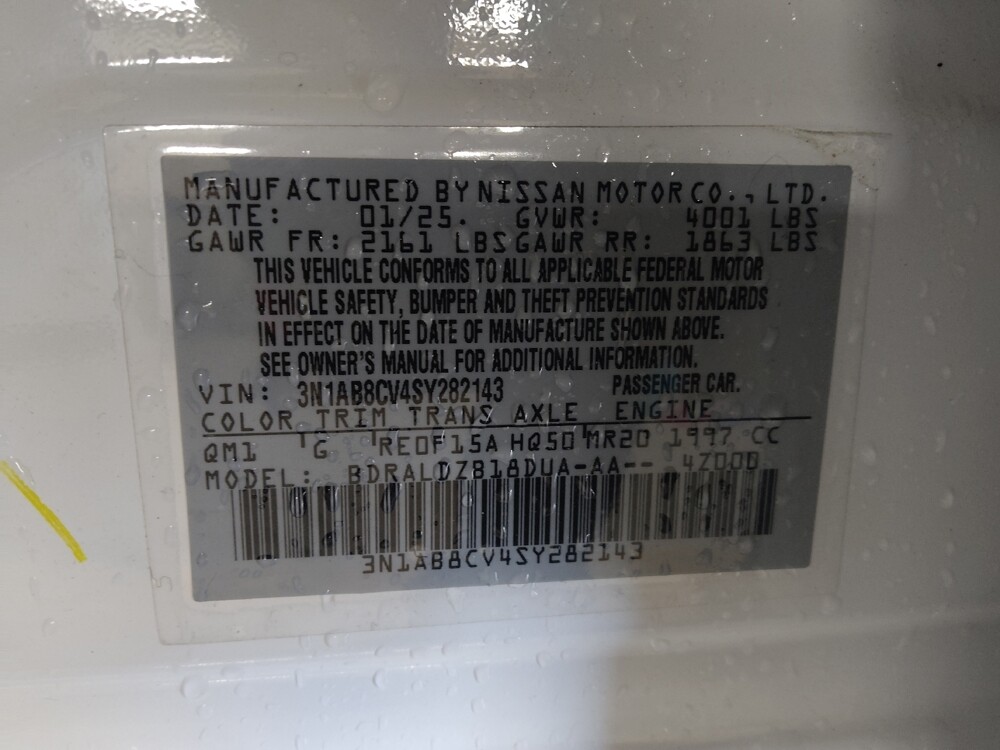 MANUFACTURED BY NISSAN MOTOR CO., LTD.
DATE: 01/25. GVWR: 4001 LBS
GAWR FR: 2161 LBS GAWR RR: 1863 LBS
THIS VEHICLE CONFORMS TO ALL APPLICABLE FEDERAL MOTOR
VEHICLE SAFETY, BUMPER AND THEFT PREVENTION STANDARDS
IN EFFECT ON THE DATE OF MANUFACTURE SHOWN ABOVE.
SEE OWNER'S MANUAL FOR ADDITIONAL INFORMATION.
VIN: 3N1AB8CV4SY282143 PASSENGER CAR.
COLOR TRIM TRANS AXLE ENGINE
QM1 G RE0F15A HQ50 MR20 1997 CC
MODEL: BDRALDZ818DUA-AA-- 4Z00D
3N1AB8CV4SY282143